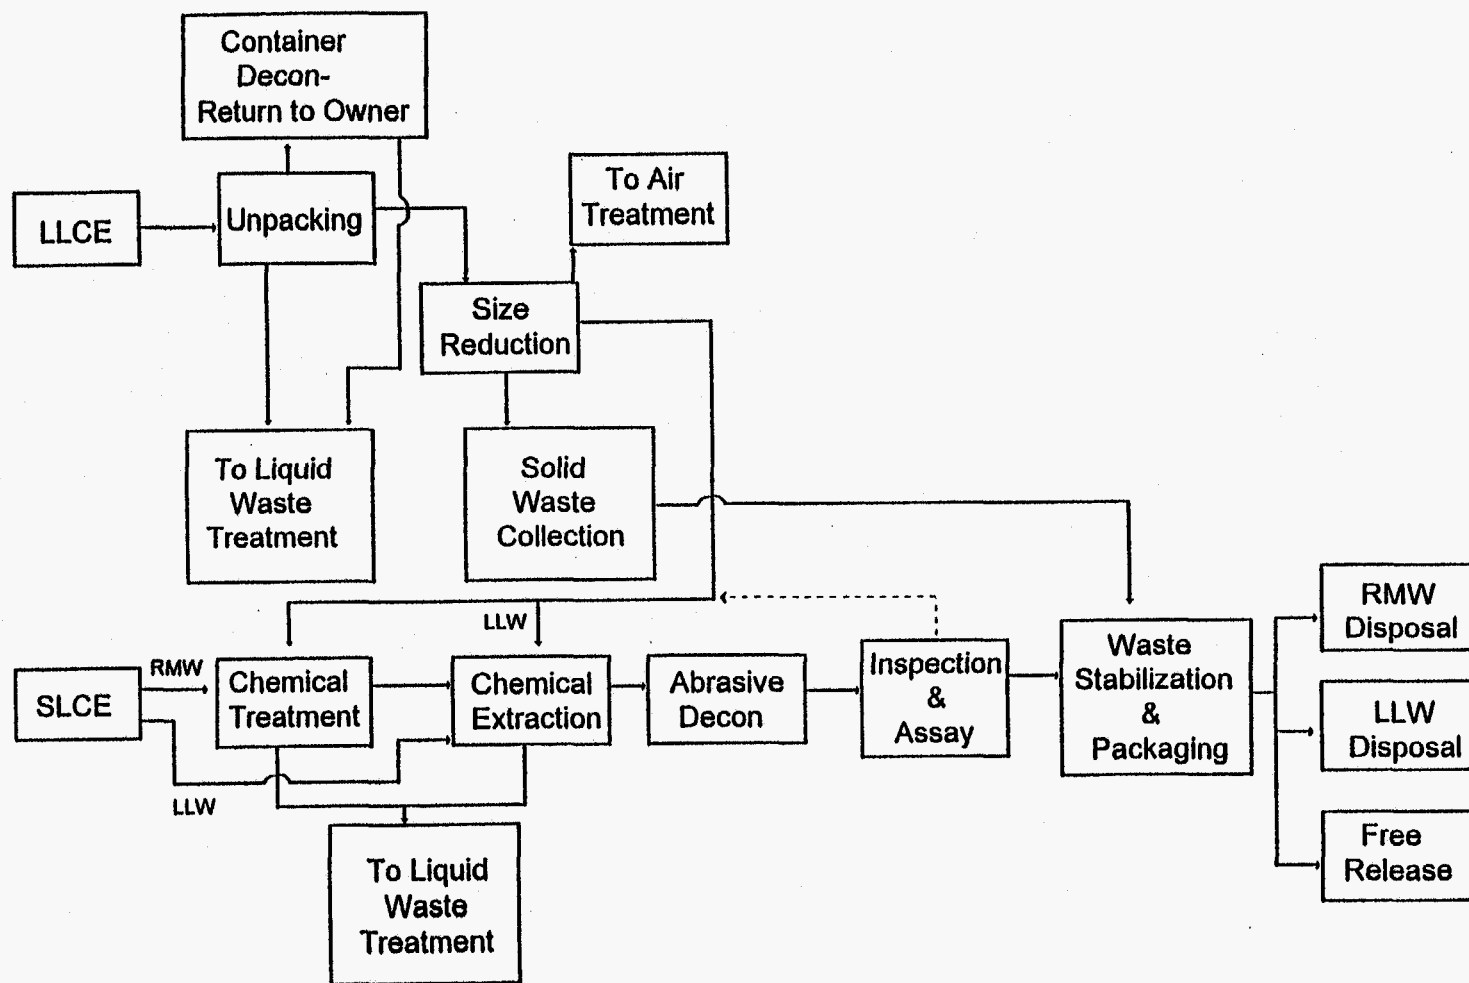 Container
Decon-
Return to Owner
To Air
Treatment
LLCE
Unpacking
Size
Reduction
To Liquid
Waste
Treatment
Solid
Waste
Collection
LLW
RMW
SLCE
Chemical
Treatment
Chemical
Extraction
Abrasive
Decon
Inspection
&
Assay
Waste
Stabilization
&
Packaging
RMW
Disposal
LLW
Disposal
Free
Release
LLW
To Liquid
Waste
Treatment